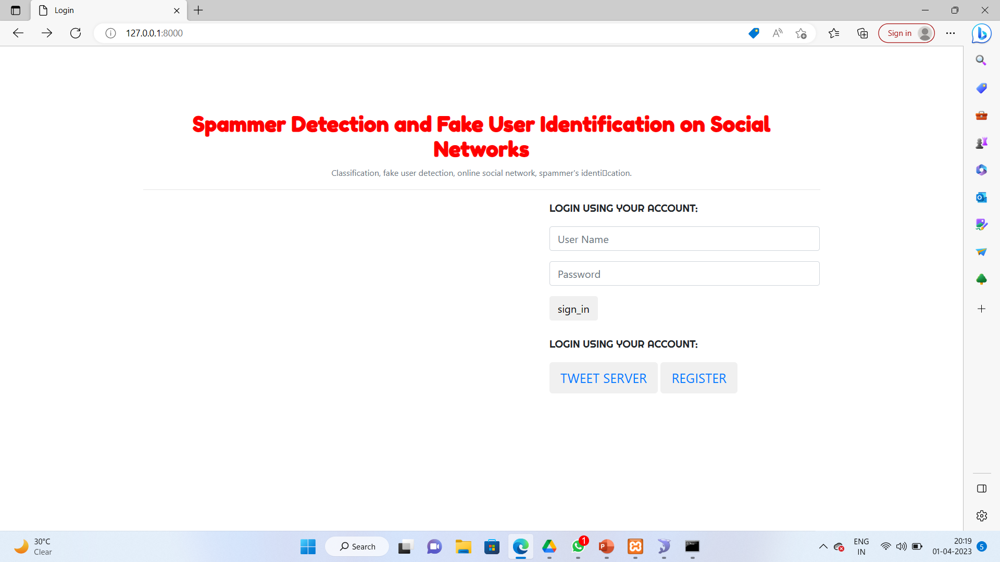 Login
127.0.0.1:8000
Sign in
Spammer Detection and Fake User Identification on Social
Networks
Classification, fake user detection, online social network, spammer's identi▯cation.
LOGIN USING YOUR ACCOUNT:
User Name
Password
sign_in
LOGIN USING YOUR ACCOUNT:
TWEET SERVER REGISTER
30°C
Clear
Search
1
ENG
IN
20:19
01-04-2023
5